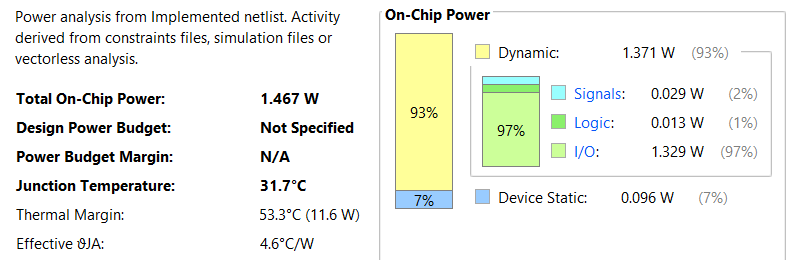 Power analysis from Implemented netlist. Activity
derived from constraints files, simulation files or
vectorless analysis.
Total On-Chip Power: 1.467 W
Design Power Budget: Not Specified
Power Budget Margin: N/A
Junction Temperature: 31.7°C
Thermal Margin: 53.3°C (11.6 W)
Effective ϑJA: 4.6°C/W
On-Chip Power
93%
7%
Dynamic: 1.371 W (93%)
97%
Signals: 0.029 W (2%)
Logic: 0.013 W (1%)
I/O: 1.329 W (97%)
Device Static: 0.096 W (7%)